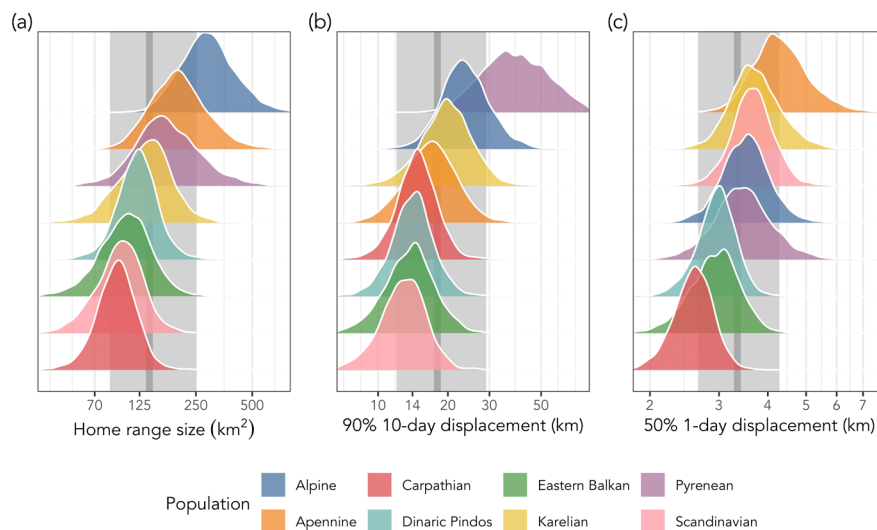 (a)
(b)
(c)
70 125 250 500
10 14 20 30 50
2 3 4 5 6 7
Home range size (km²)
90% 10-day displacement (km)
50% 1-day displacement (km)
Population
Alpine Carpathian Eastern Balkan Pyrenean
Apennine Dinaric Pindos Karelian Scandinavian